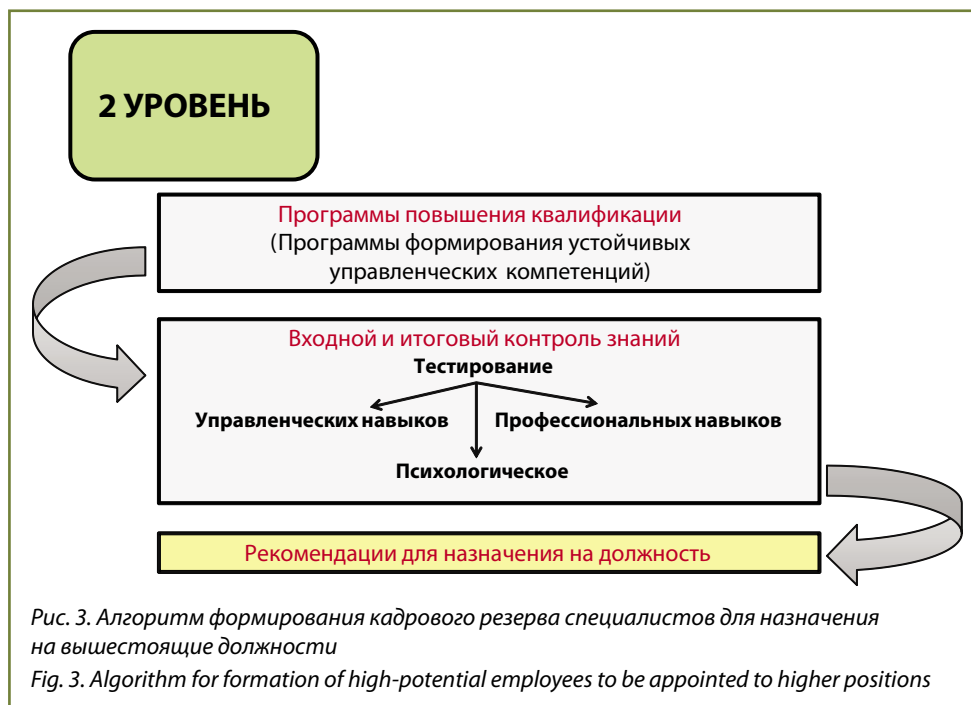 2 УРОВЕНЬ
Программы повышения квалификации
(Программы формирования устойчивых
управленческих компетенций)
Входной и итоговый контроль знаний
Тестирование
Управленческих навыков Профессиональных навыков
Психологическое
Рекомендации для назначения на должность
Рис. 3. Алгоритм формирования кадрового резерва специалистов для назначения
на вышестоящие должности
Fig. 3. Algorithm for formation of high-potential employees to be appointed to higher positions